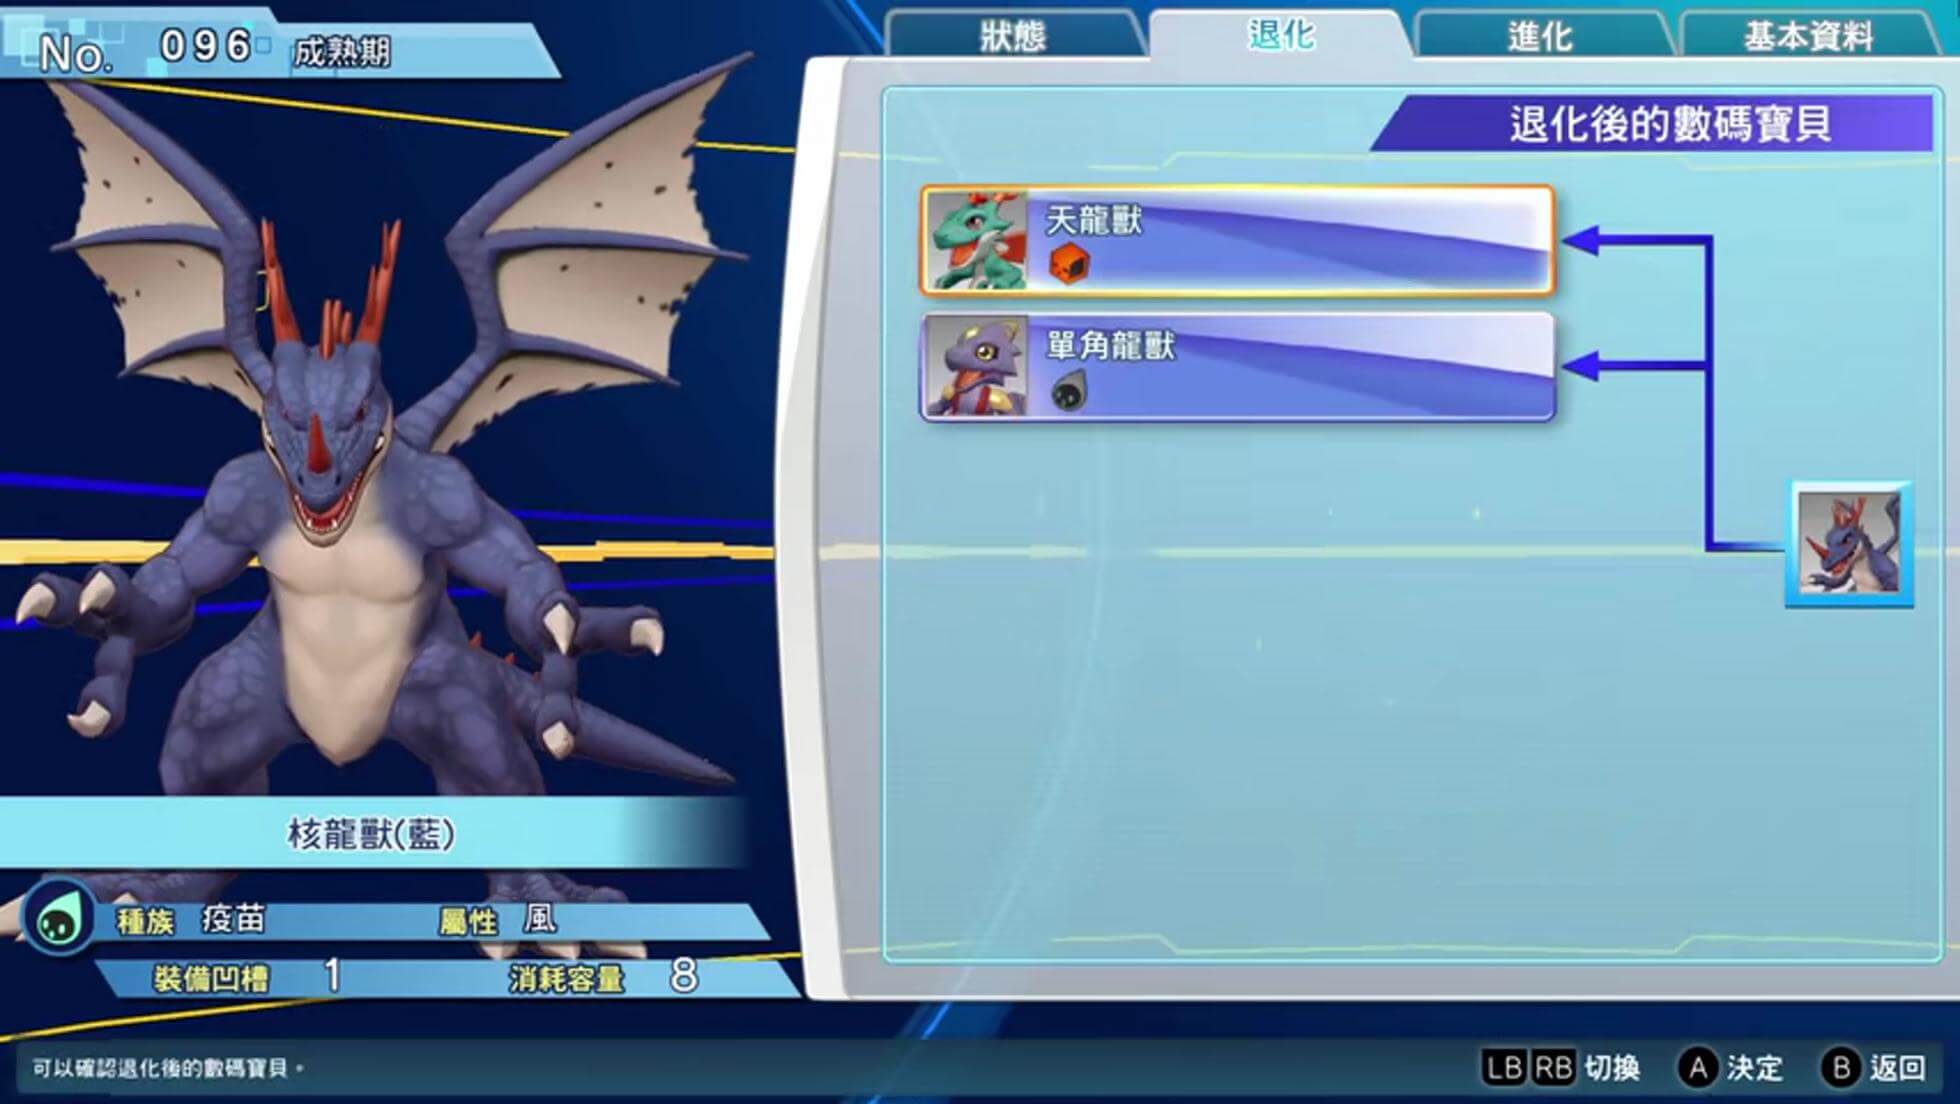 No. 096 成熟期
狀態 退化 進化 基本資料
退化後的數碼寶貝
天龍獸
單角龍獸
核龍獸(藍)
種族 疫苗 屬性 風
裝備凹槽 1 消耗容量 8
可以確認退化後的數碼寶貝。
LB RB 切換 A 決定 B 返回